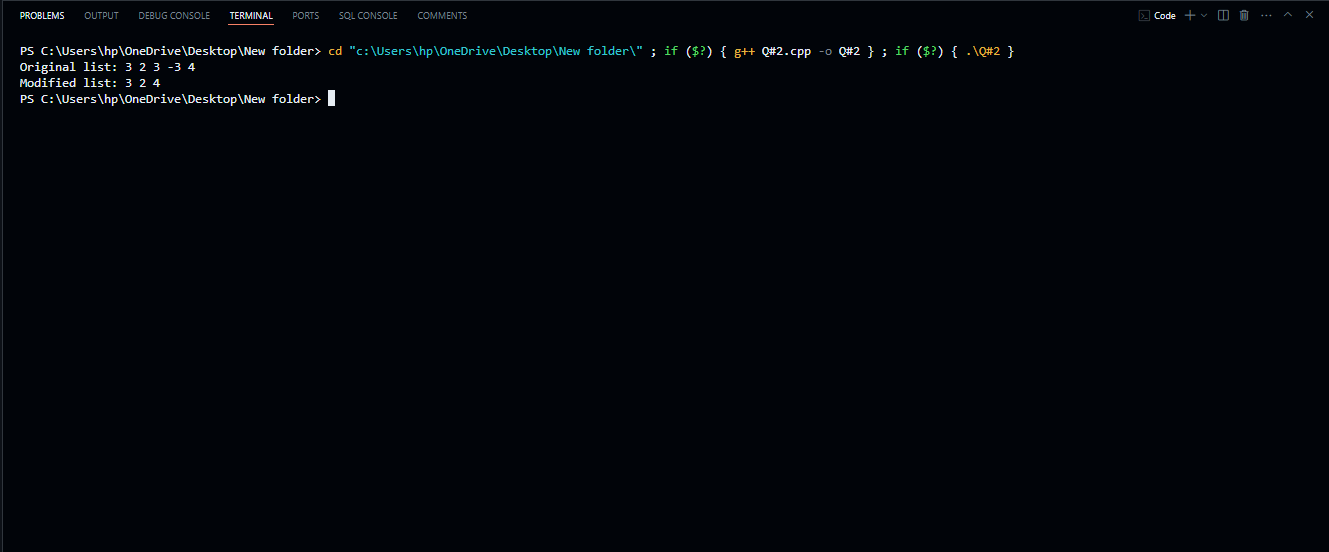 PROBLEMS OUTPUT DEBUG CONSOLE TERMINAL PORTS SQL CONSOLE COMMENTS Code
PS C:\Users\hp\OneDrive\Desktop\New folder> cd "c:\Users\hp\OneDrive\Desktop\New folder\" ; if ($?) { g++ Q#2.cpp -o Q#2 } ; if ($?) { .\Q#2 }
Original list: 3 2 3 -3 4
Modified list: 3 2 4
PS C:\Users\hp\OneDrive\Desktop\New folder>